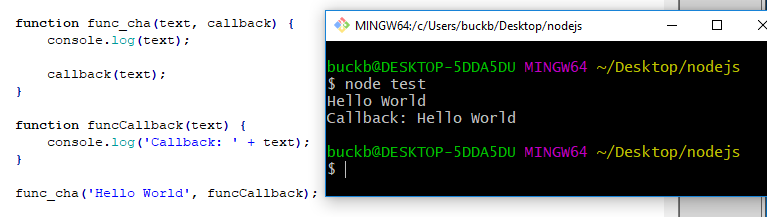 function func_cha(text, callback) {
    console.log(text);

    callback(text);
}

function funcCallback(text) {
    console.log('Callback: ' + text);
}

func_cha('Hello World', funcCallback);
MINGW64:/c/Users/buckb/Desktop/nodejs
buckb@DESKTOP-5DDA5DU MINGW64 ~/Desktop/nodejs
$ node test
Hello World
Callback: Hello World

buckb@DESKTOP-5DDA5DU MINGW64 ~/Desktop/nodejs
$